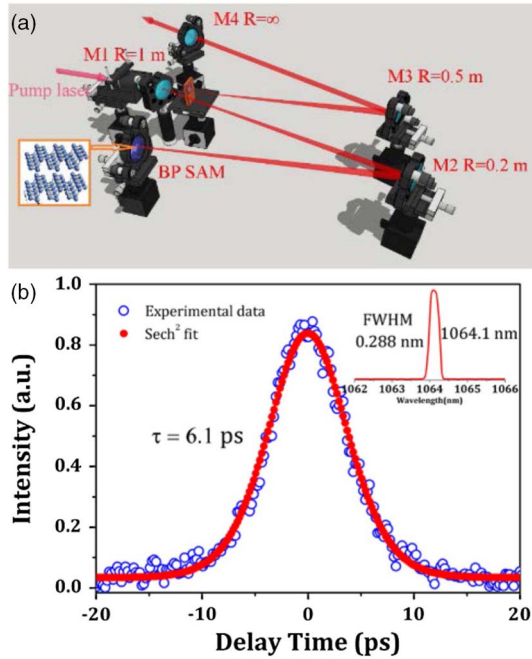 (a)
M4 R=∞
M1 R=1 m
M3 R=0.5 m
Pump laser
M2 R=0.2 m
BP SAM
(b)
1.0
0.8
0.6
0.4
0.2
0.0
Intensity (a.u.)
Experimental data
Sech² fit
τ = 6.1 ps
FWHM
0.288 nm
1064.1 nm
1062 1063 1064 1065 1066
Wavelength(nm)
-20 -10 0 10 20
Delay Time (ps)